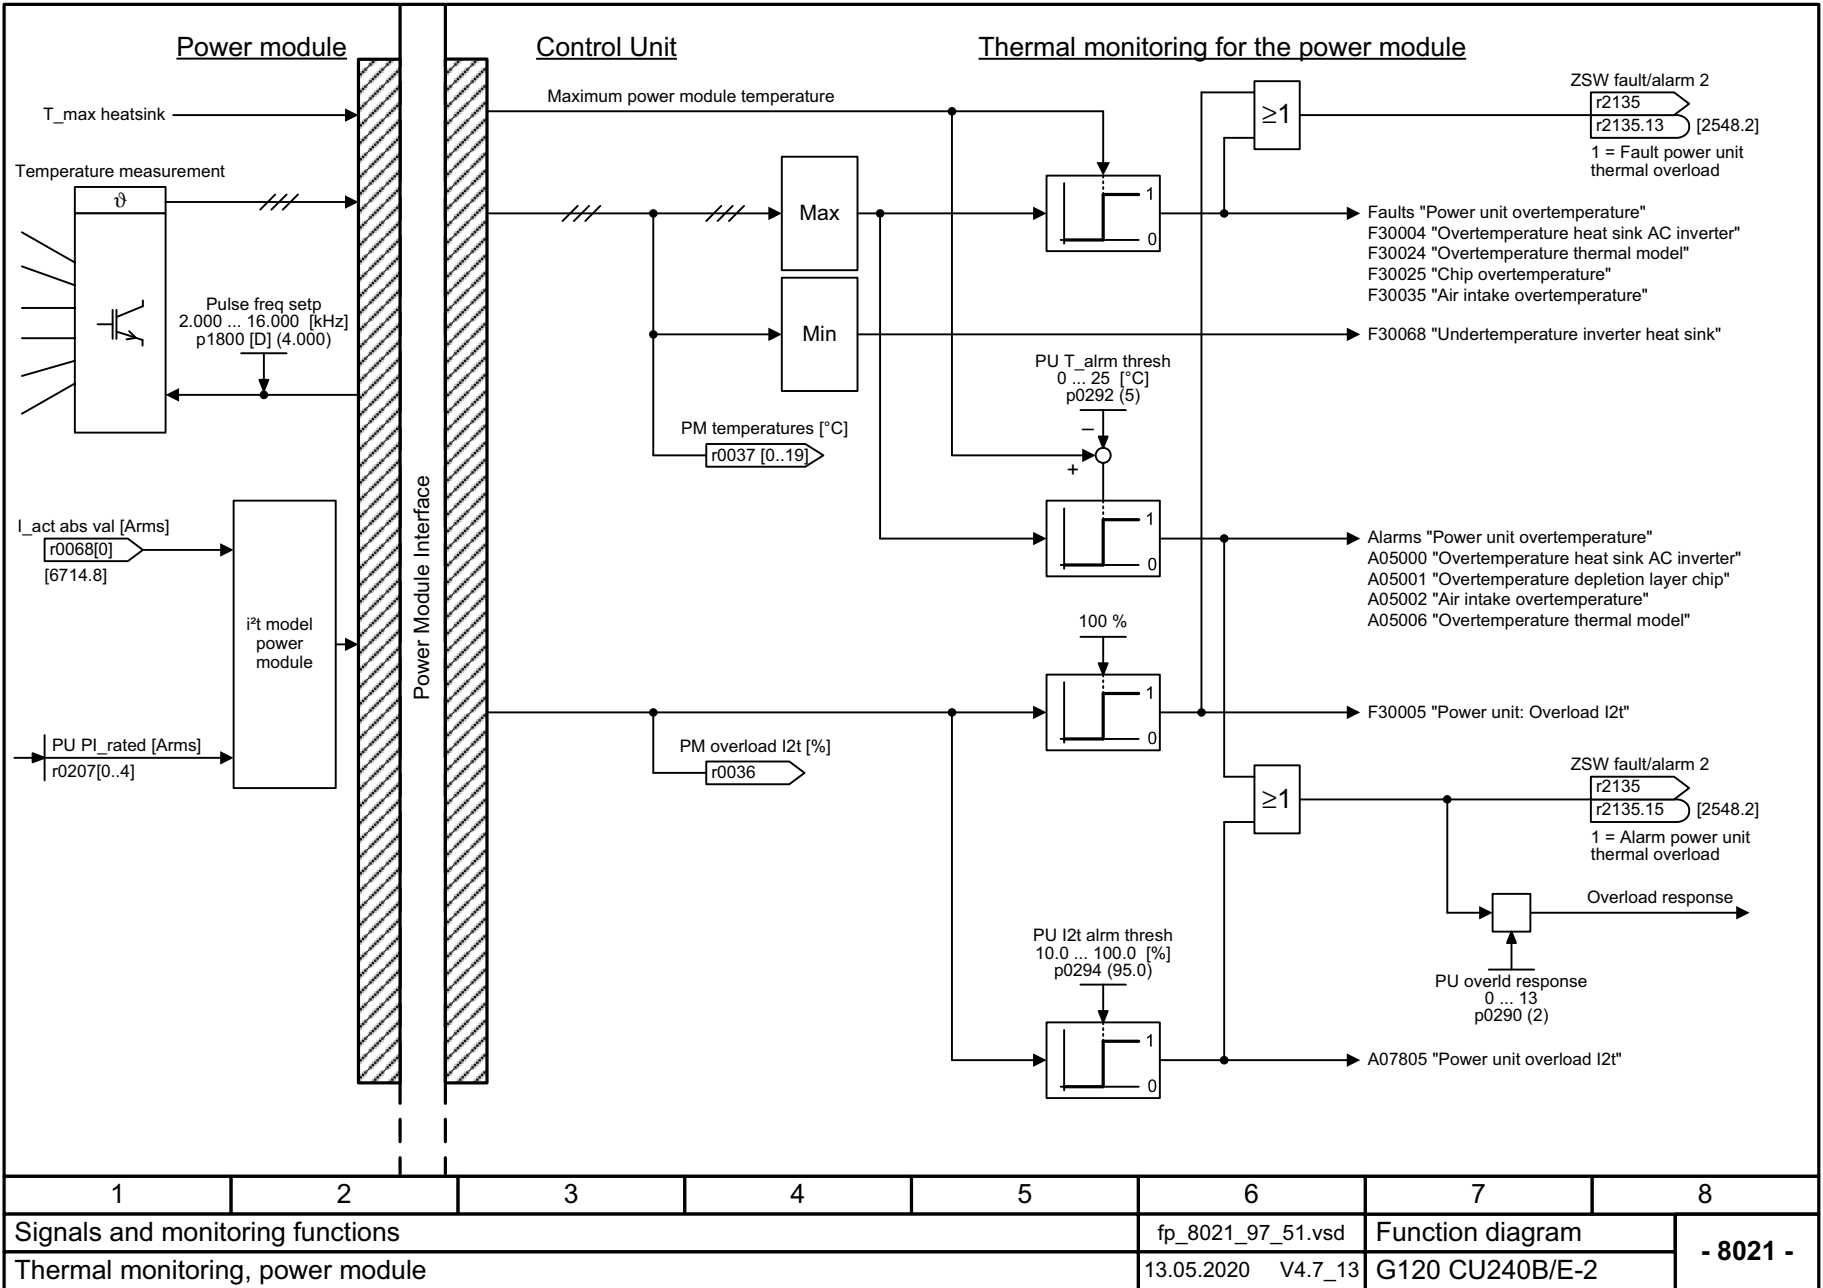 Power module
Control Unit
Thermal monitoring for the power module
T_max heatsink
Maximum power module temperature
≥1
ZSW fault/alarm 2
r2135
r2135.13
[2548.2]
1 = Fault power unit
thermal overload
Temperature measurement
ϑ
Pulse freq setp
2.000 ... 16.000 [kHz]
p1800 [D] (4.000)
Max
1
0
Faults "Power unit overtemperature"
F30004 "Overtemperature heat sink AC inverter"
F30024 "Overtemperature thermal model"
F30025 "Chip overtemperature"
F30035 "Air intake overtemperature"
Min
F30068 "Undertemperature inverter heat sink"
PU T_alrm thresh
0 ... 25 [°C]
p0292 (5)
–
+
PM temperatures [°C]
r0037 [0..19]
Power Module Interface
I_act abs val [Arms]
r0068[0]
[6714.8]
i²t model
power
module
PU PI_rated [Arms]
r0207[0..4]
1
0
Alarms "Power unit overtemperature"
A05000 "Overtemperature heat sink AC inverter"
A05001 "Overtemperature depletion layer chip"
A05002 "Air intake overtemperature"
A05006 "Overtemperature thermal model"
100 %
1
0
F30005 "Power unit: Overload I2t"
PM overload I2t [%]
r0036
≥1
ZSW fault/alarm 2
r2135
r2135.15
[2548.2]
1 = Alarm power unit
thermal overload
Overload response
PU overld response
0 ... 13
p0290 (2)
PU I2t alrm thresh
10.0 ... 100.0 [%]
p0294 (95.0)
1
0
A07805 "Power unit overload I2t"
1 2 3 4 5 6 7 8
Signals and monitoring functions
fp_8021_97_51.vsd
Function diagram
- 8021 -
Thermal monitoring, power module
13.05.2020 V4.7_13
G120 CU240B/E-2